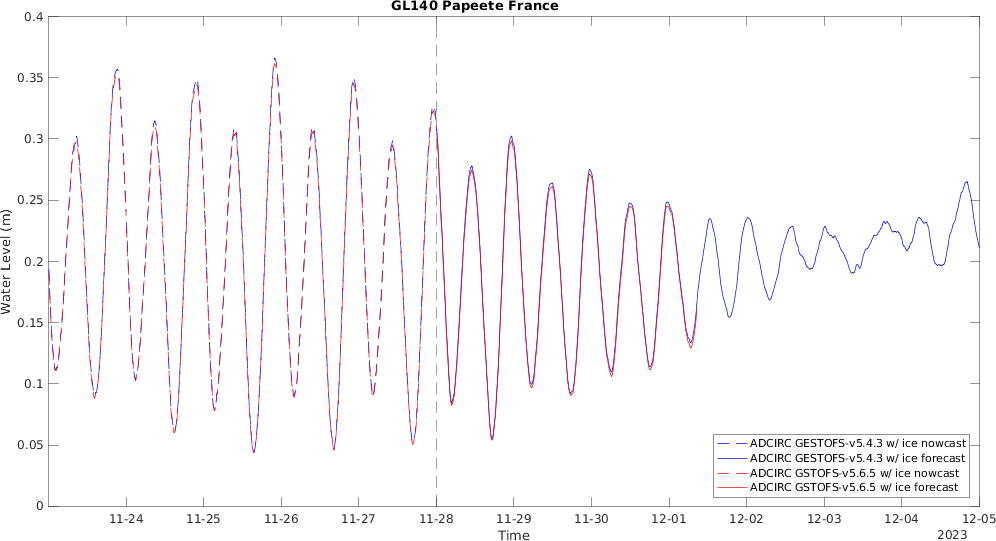 GL140 Papeete France
0.4
0.35
0.3
0.25
0.2
0.15
0.1
0.05
0
Water Level (m)
11-24 11-25 11-26 11-27 11-28 11-29 11-30 12-01 12-02 12-03 12-04 12-05
Time
2023
ADCIRC GESTOFS-v5.4.3 w/ ice nowcast
ADCIRC GESTOFS-v5.4.3 w/ ice forecast
ADCIRC GSTOFS-v5.6.5 w/ ice nowcast
ADCIRC GSTOFS-v5.6.5 w/ ice forecast